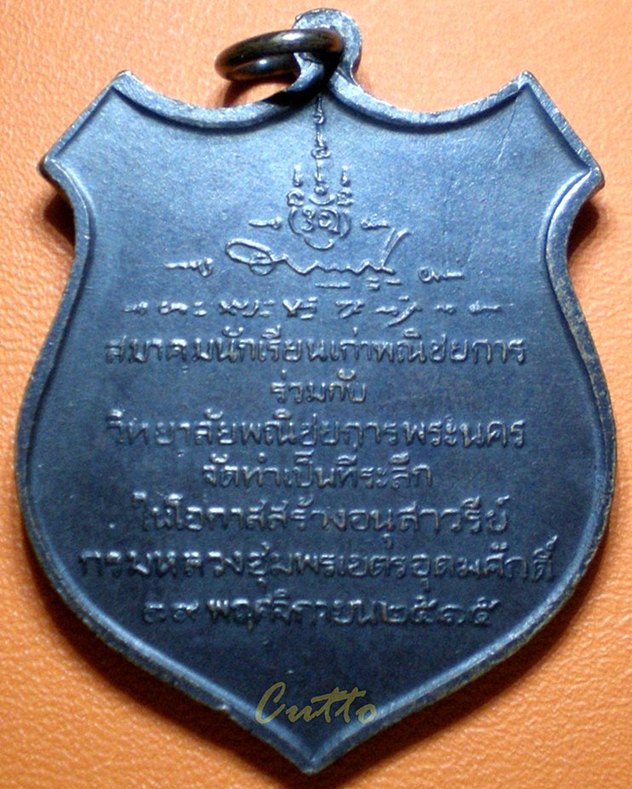 สมาคมนักเรียนเก่าพณิชยการ
ร่วมกับ
วิทยาลัยพณิชยการพระนคร
จัดทำเป็นที่ระลึก
ในโอกาสสร้างอนุสาวรีย์
กรมหลวงชุมพรเขตรอุดมศักดิ์
๑๙ พฤศจิกายน๒๕๑๕
Cutto